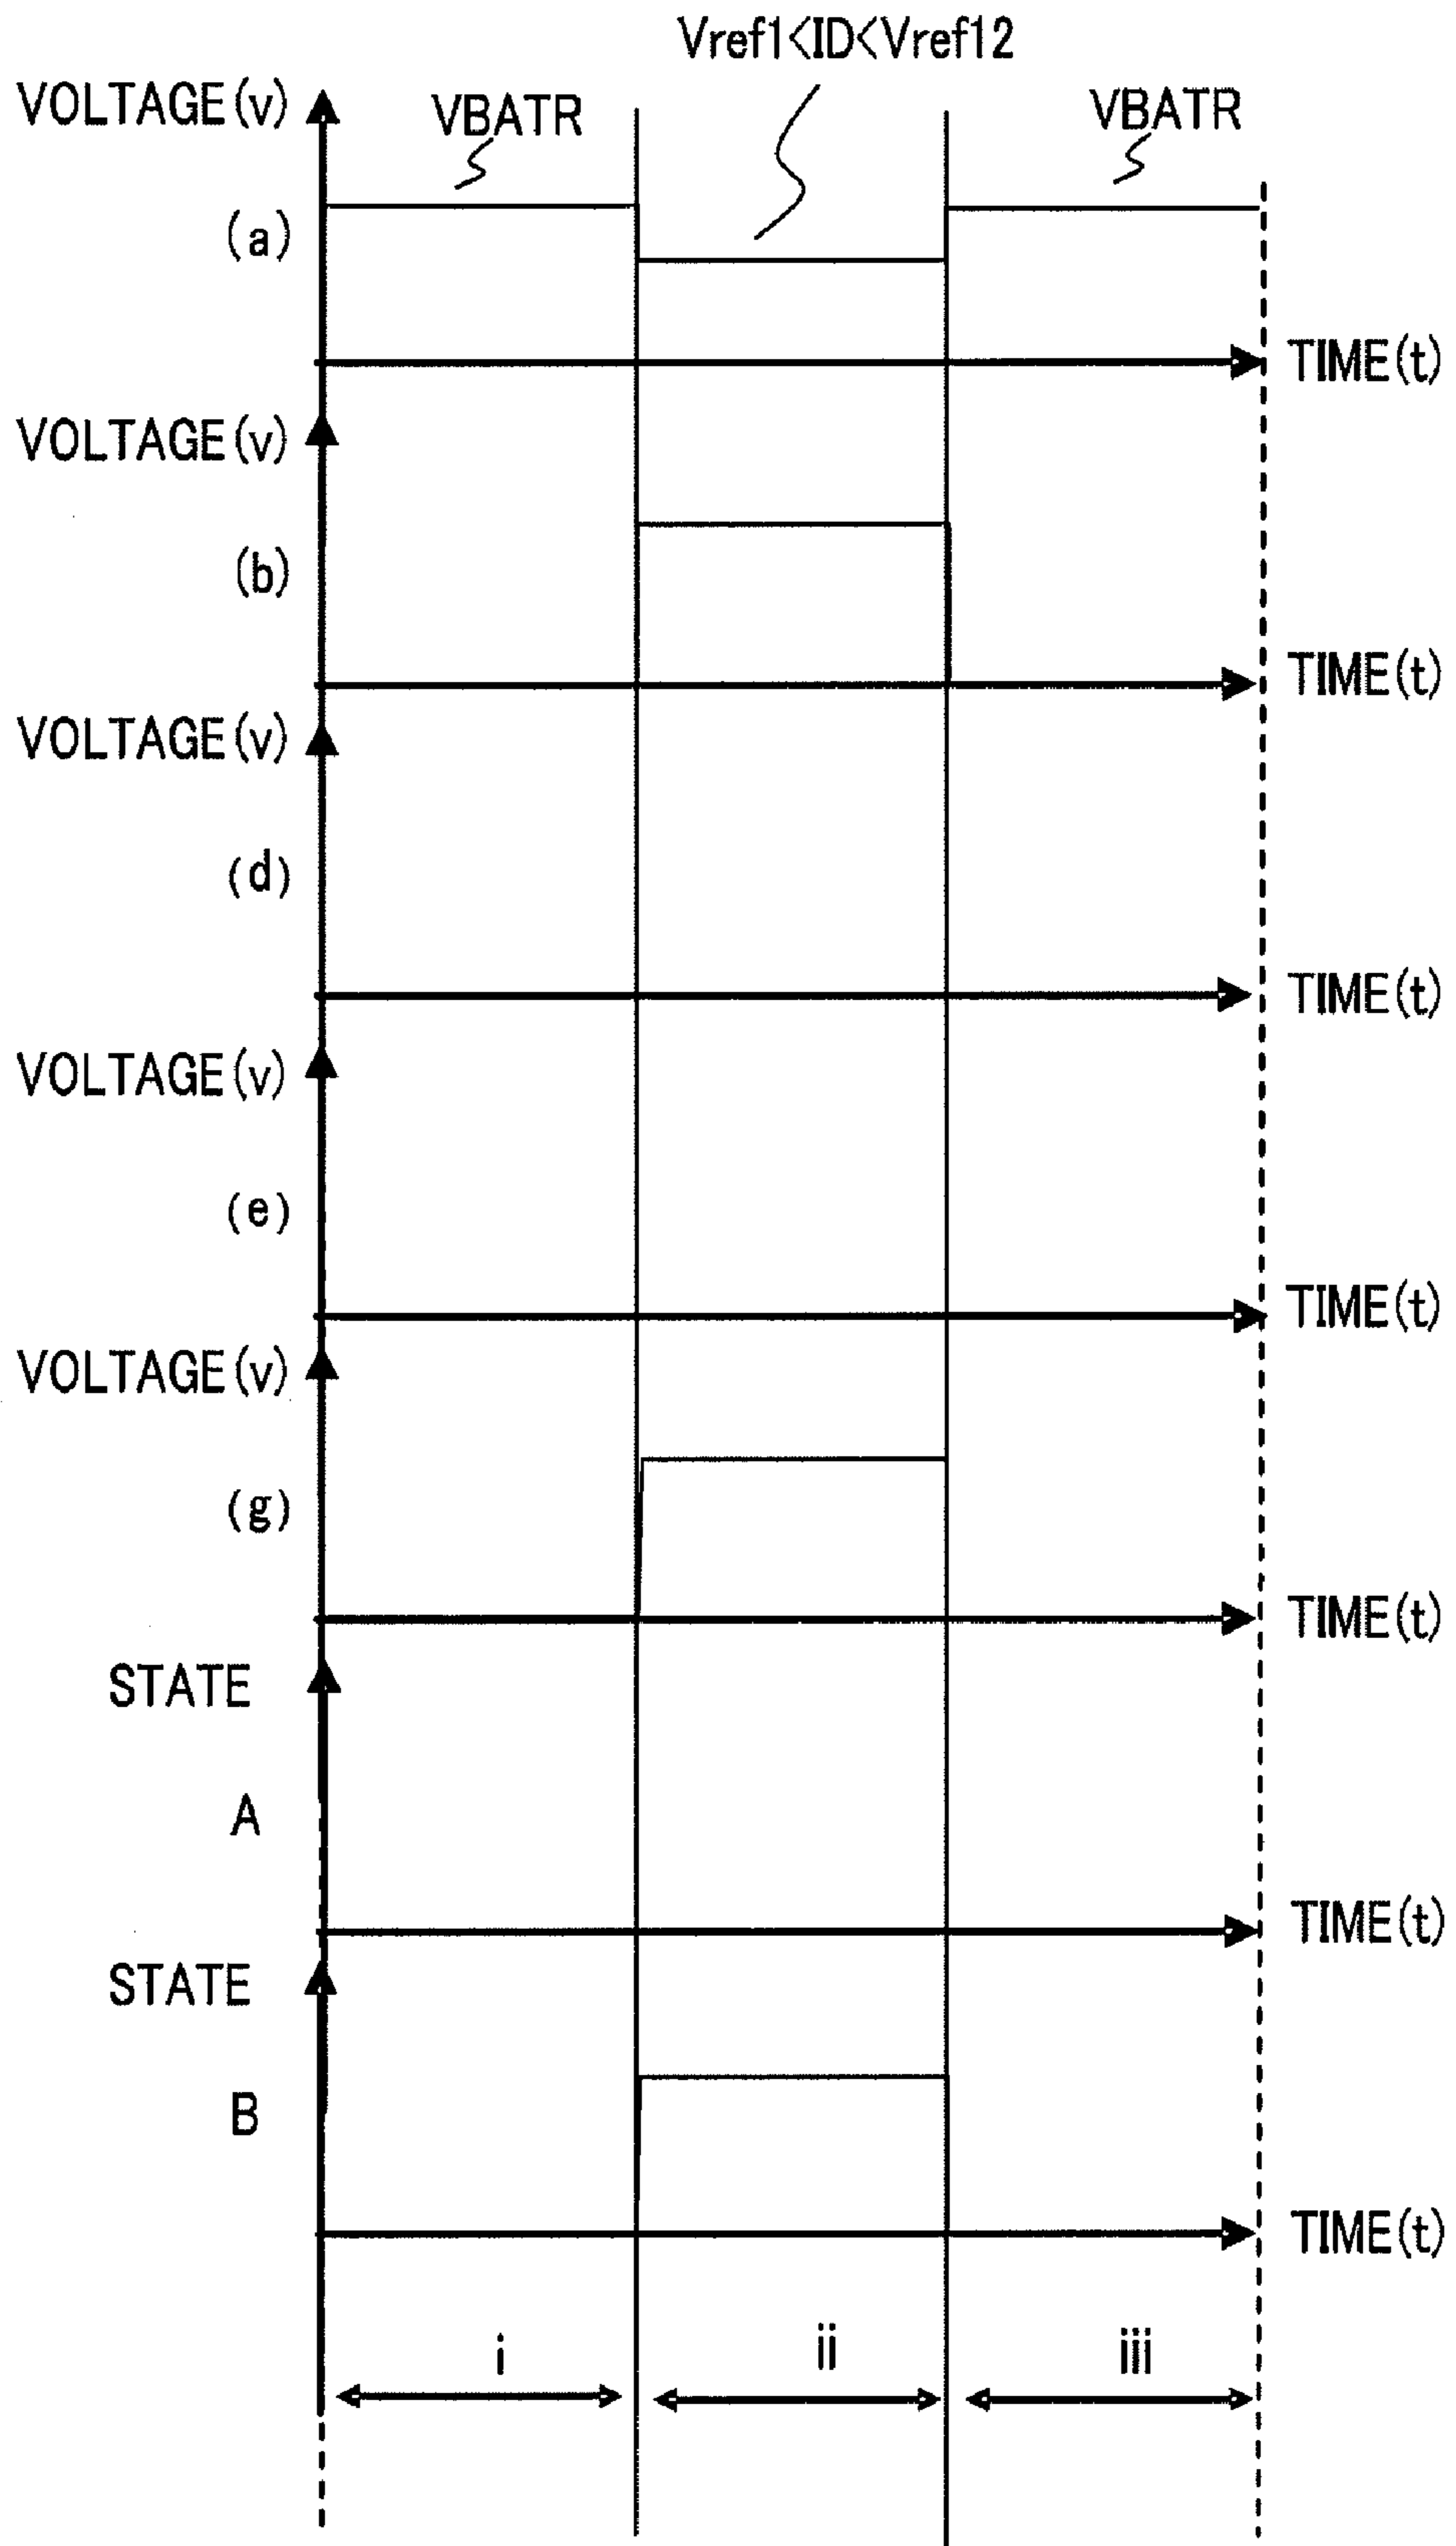 Vref1<ID<Vref12
VOLTAGE(v)
VBATR
VBATR
(a)
TIME(t)
VOLTAGE(v)
(b)
TIME(t)
VOLTAGE(v)
(d)
TIME(t)
VOLTAGE(v)
(e)
TIME(t)
VOLTAGE(v)
(g)
TIME(t)
STATE
A
TIME(t)
STATE
B
TIME(t)
i ii iii